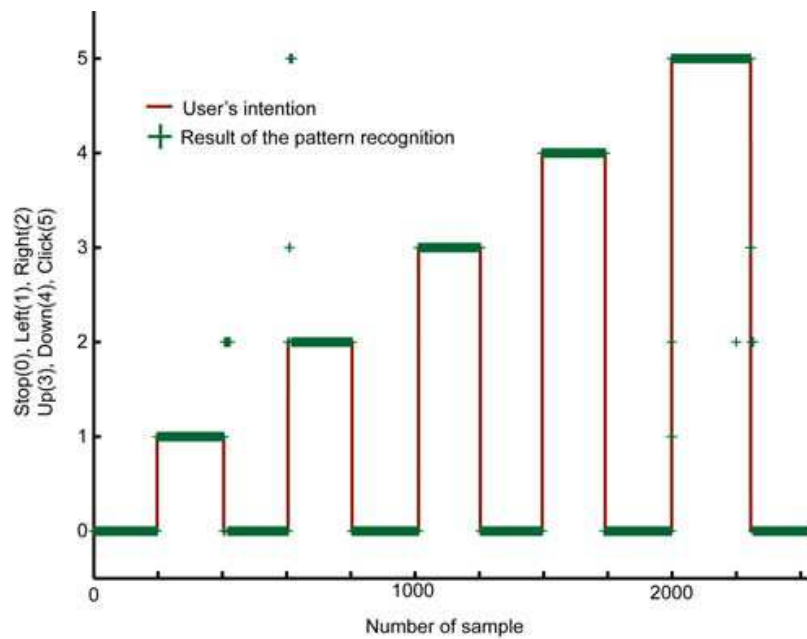 5
User's intention
Result of the pattern recognition
4
3
2
1
0
Stop(0), Left(1), Right(2)
Up(3), Down(4), Click(5)
0
1000
2000
Number of sample